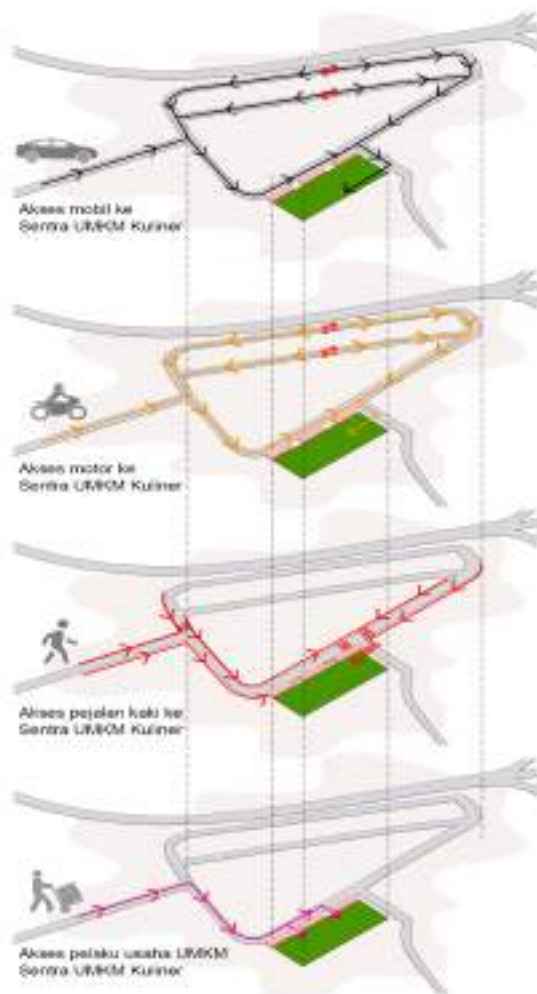 Akses mobil ke
Sentra UMKM Kuliner
Akses motor ke
Sentra UMKM Kuliner
Akses pejalan kaki ke
Sentra UMKM Kuliner
Akses pelaku usaha UMKM
Sentra UMKM Kuliner